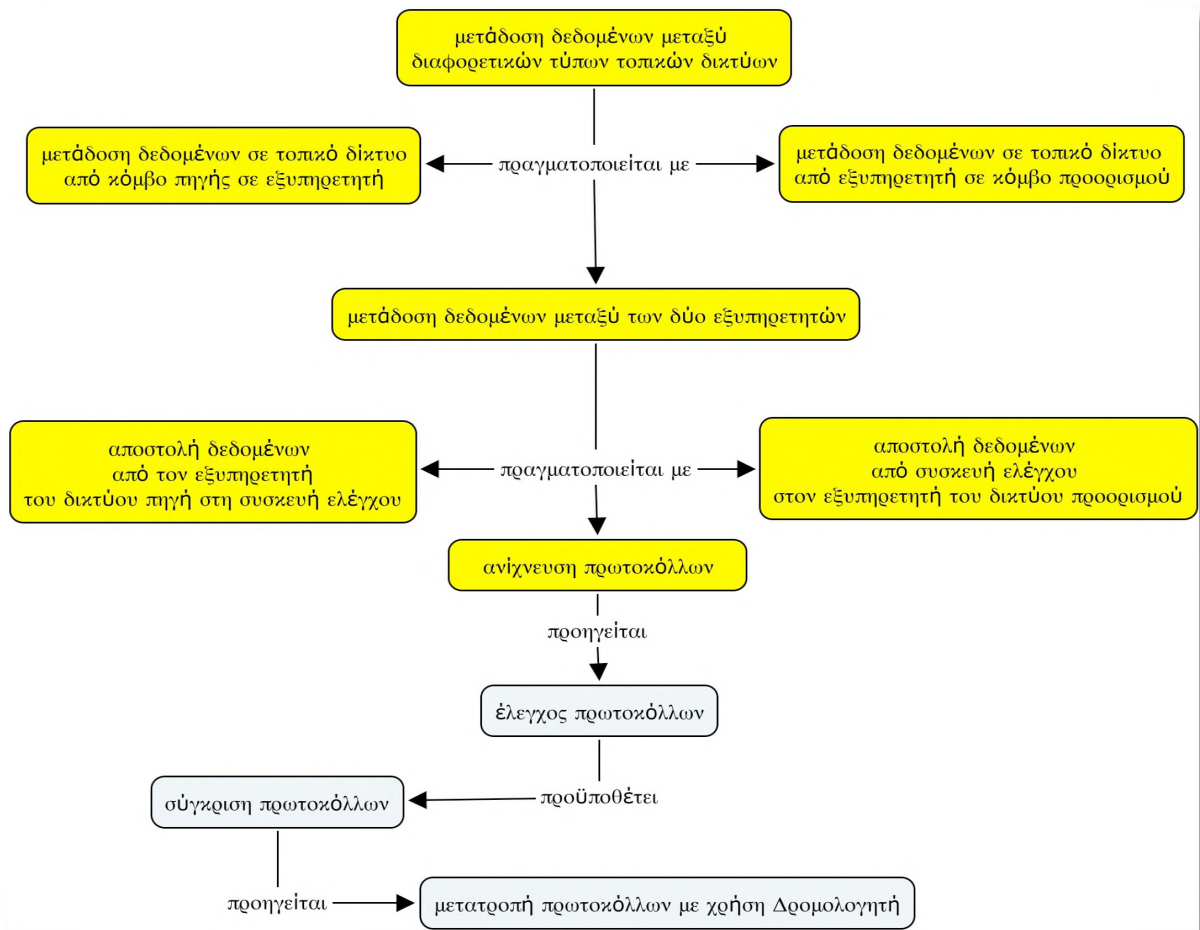 μετάδοση δεδομένων μεταξύ
διαφορετικών τύπων τοπικών δικτύων
μετάδοση δεδομένων σε τοπικό δίκτυο
από κόμβο πηγής σε εξυπηρετητή
πραγματοποιείται με
μετάδοση δεδομένων σε τοπικό δίκτυο
από εξυπηρετητή σε κόμβο προορισμού
μετάδοση δεδομένων μεταξύ των δύο εξυπηρετητών
αποστολή δεδομένων
από τον εξυπηρετητή
του δικτύου πηγή στη συσκευή ελέγχου
πραγματοποιείται με
αποστολή δεδομένων
από συσκευή ελέγχου
στον εξυπηρετητή του δικτύου προορισμού
ανίχνευση πρωτοκόλλων
προηγείται
έλεγχος πρωτοκόλλων
προϋποθέτει
σύγκριση πρωτοκόλλων
προηγείται
μετατροπή πρωτοκόλλων με χρήση Δρομολογητή